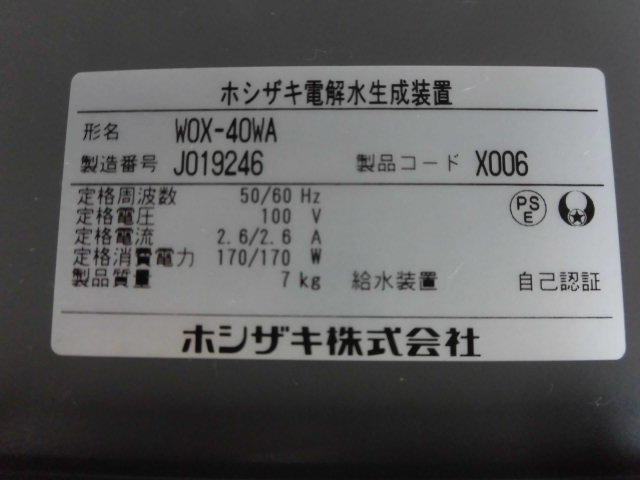 ホシザキ電解水生成装置
形名 WOX-40WA
製造番号 J019246 製品コード X006
定格周波数 50/60 Hz
定格電圧 100 V
定格電流 2.6/2.6 A
定格消費電力 170/170 W
製品質量 7 kg 給水装置 自己認証
PS
E
ホシザキ株式会社